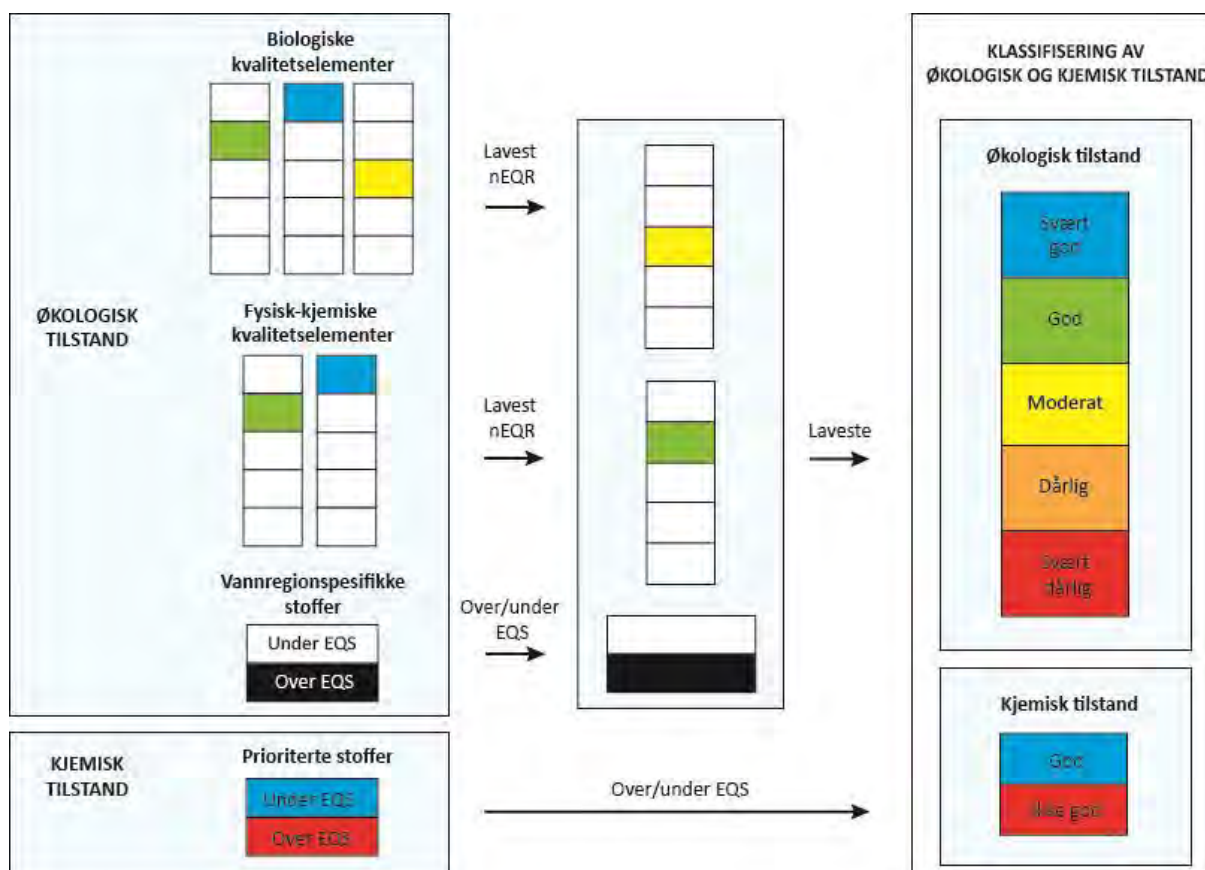 Biologiske
kvalitetselementer
Lavest
nEQR
ØKOLOGISK
TILSTAND
Fysisk-kjemiske
kvalitetselementer
Lavest
nEQR
Vannregionspesifikke
stoffer
Under EQS
Over EQS
Over/under
EQS
Laveste
KLASSIFISERING AV
ØKOLOGISK OG KJEMISK TILSTAND
Økologisk tilstand
Svært
god
God
Moderat
Dårlig
Svært
dårlig
KJEMISK
TILSTAND
Prioriterte stoffer
Under EQS
Over EQS
Over/under EQS
Kjemisk tilstand
God
Ikke god